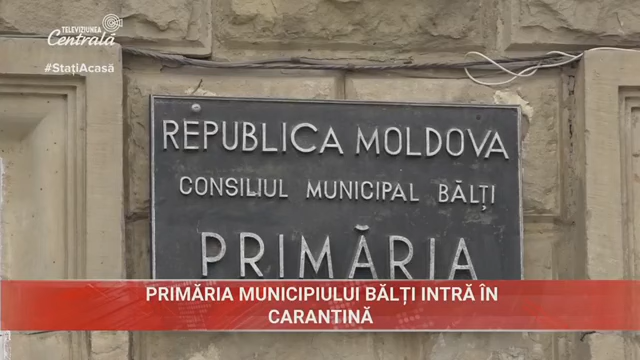 TELEVIZIUNEA
Centrală
#StațiAcasă
REPUBLICA MOLDOVA
CONSILIUL MUNICIPAL BĂLȚI
PRIMĂRIA
PRIMĂRIA MUNICIPIULUI BĂLȚI INTRĂ ÎN
CARANTINĂ